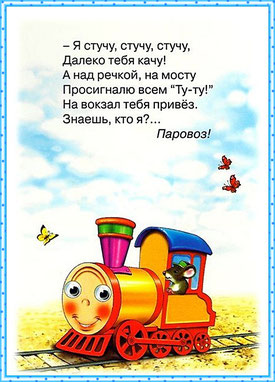 – Я стучу, стучу, стучу,
Далеко тебя качу!
А над речкой, на мосту
Просигналю всем “Ту-ту!”
На вокзал тебя привёз.
Знаешь, кто я?...
Паровоз!